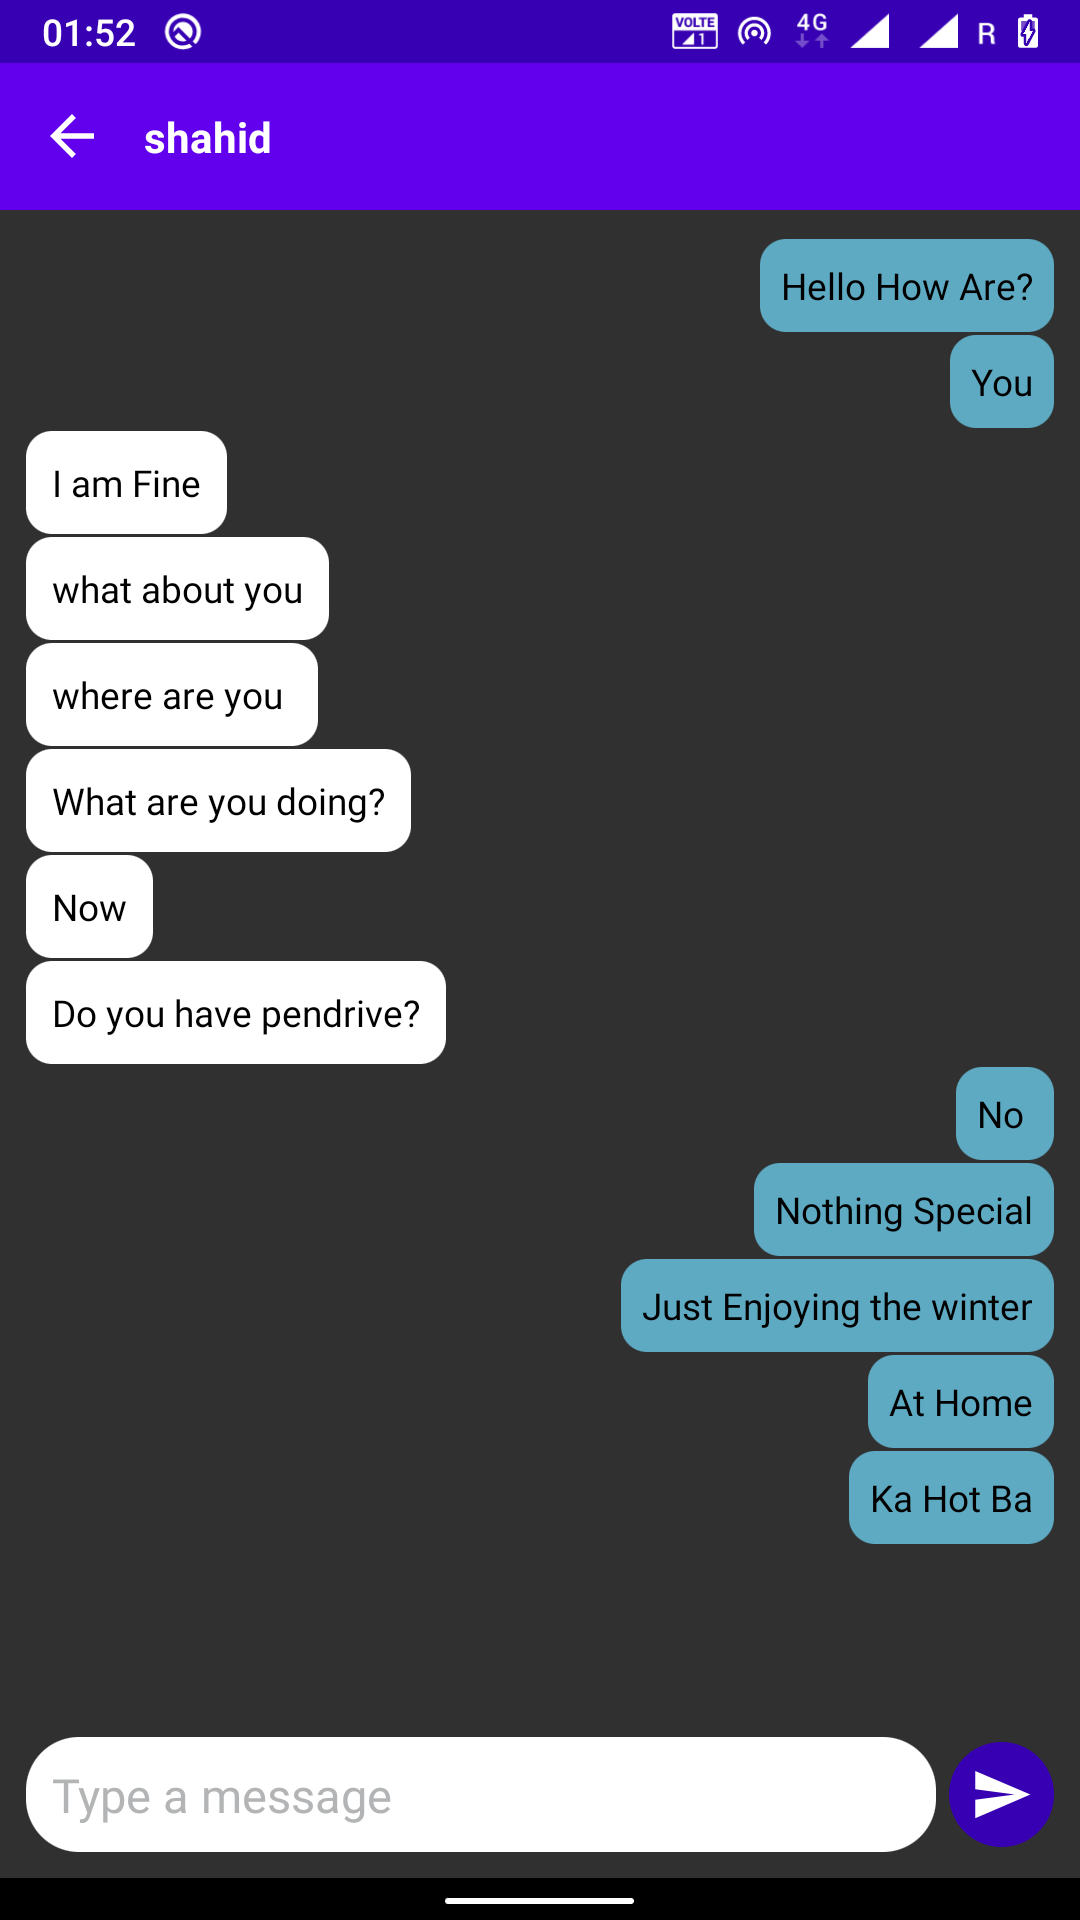 01:52 VOLTE 1 4G R
shahid
Hello How Are?
You
I am Fine
what about you
where are you
What are you doing?
Now
Do you have pendrive?
No
Nothing Special
Just Enjoying the winter
At Home
Ka Hot Ba
Type a message